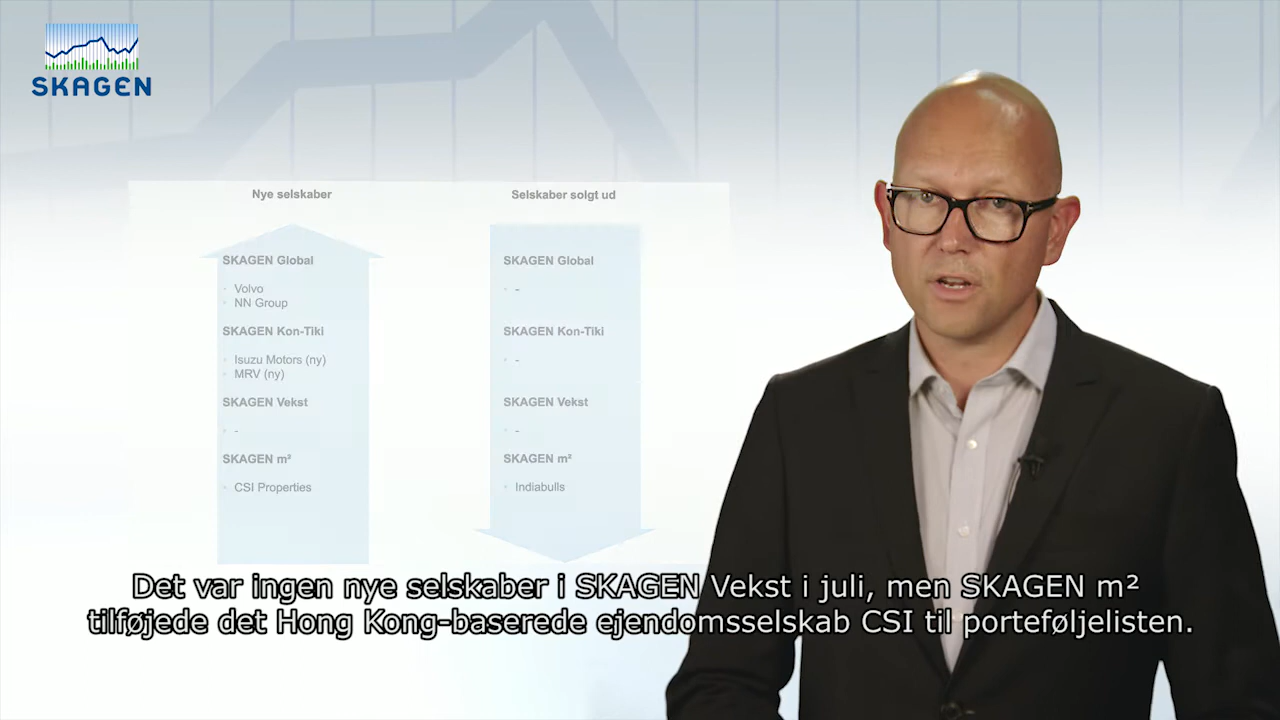 SKAGEN
Nye selskaber
SKAGEN Global
- Volvo
- NN Group
SKAGEN Kon-Tiki
- Isuzu Motors (ny)
- MRV (ny)
SKAGEN Vekst
- -
SKAGEN m²
- CSI Properties
Selskaber solgt ud
SKAGEN Global
- -
SKAGEN Kon-Tiki
- -
SKAGEN Vekst
- -
SKAGEN m²
- Indiabulls
Det var ingen nye selskaber i SKAGEN Vekst i juli, men SKAGEN m²
tilføjede det Hong Kong-baserede ejendomsselskab CSI til porteføljelisten.